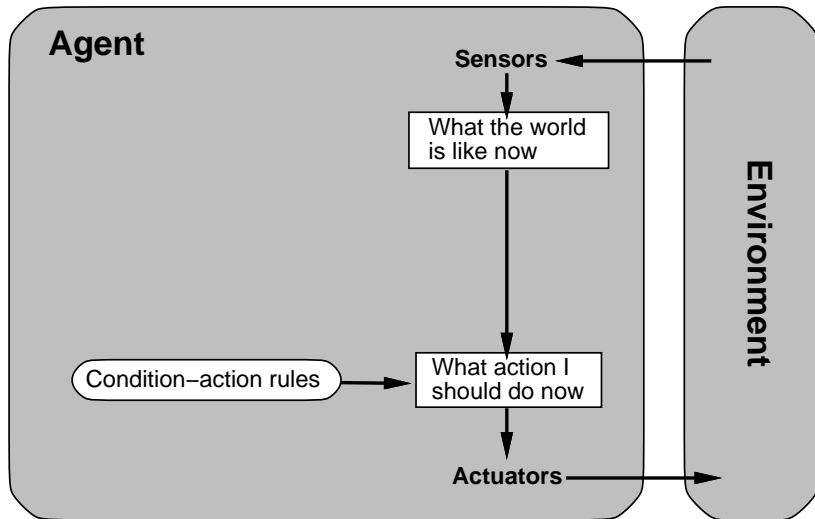 Agent
Sensors
What the world
is like now
Environment
Condition−action rules
What action I
should do now
Actuators